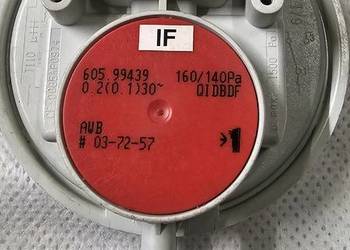 IF
605.99439 160/140Pa
0.2(0.1)30~ QIDBDF
AWB
# 03-72-57